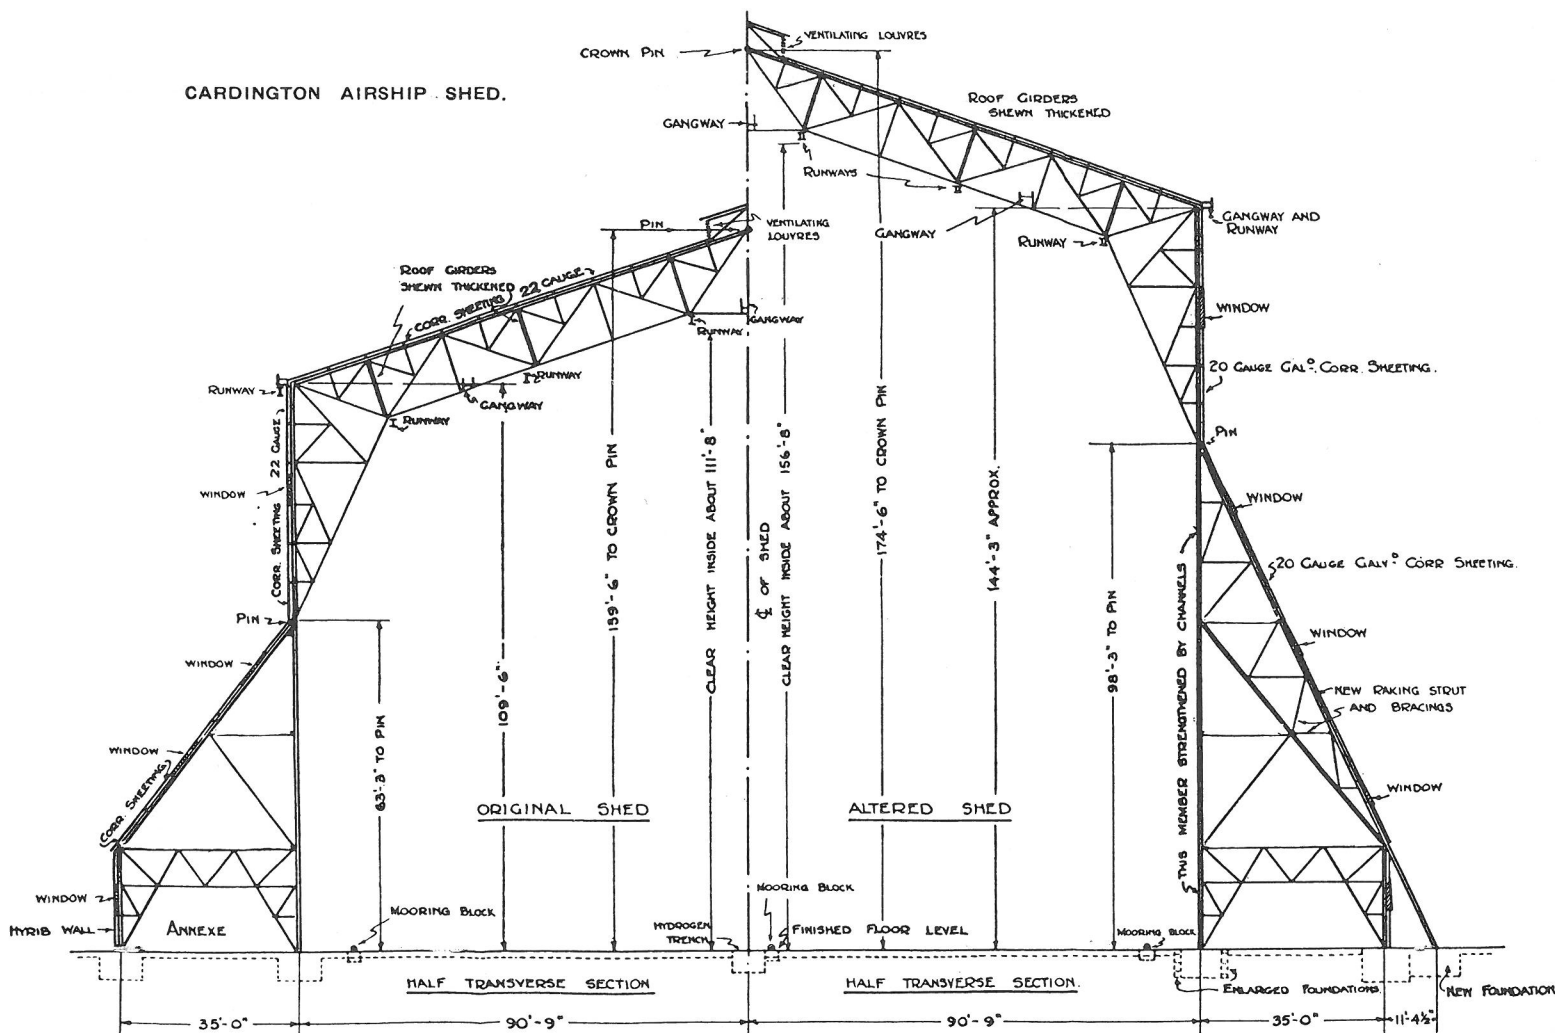 CARDINGTON AIRSHIP SHED.
CROWN PIN
VENTILATING LOUVRES
GANGWAY
ROOF GIRDERS
SHEWN THICKENED
RUNWAYS
GANGWAY
RUNWAY
GANGWAY AND
RUNWAY
PIN
VENTILATING
LOUVRES
ROOF GIRDERS
SHEWN THICKENED
CORR. SHEETING 22 GAUGE
RUNWAY
GANGWAY
RUNWAY
GANGWAY
RUNWAY
RUNWAY
WINDOW
20 GAUGE GALᴰ. CORR. SHEETING.
PIN
CORR. SHEETING 22 GAUGE
WINDOW
PIN
WINDOW
WINDOW
CORR. SHEETING
WINDOW
HYRIB WALL
ANNEXE
63'-3" TO PIN
109'-6"
159'-6" TO CROWN PIN
CLEAR HEIGHT INSIDE ABOUT 111'-8"
℄ OF SHED
CLEAR HEIGHT INSIDE ABOUT 156'-8"
174'-6" TO CROWN PIN
144'-3" APPROX.
98'-3" TO PIN
THIS MEMBER STRENGTHENED BY CHANNELS
WINDOW
20 GAUGE GALVᴰ CORR SHEETING.
WINDOW
NEW RAKING STRUT
AND BRACINGS
WINDOW
ORIGINAL SHED
ALTERED SHED
MOORING BLOCK
HYDROGEN
TRENCH
MOORING BLOCK
FINISHED FLOOR LEVEL
MOORING BLOCK
HALF TRANSVERSE SECTION
HALF TRANSVERSE SECTION.
ENLARGED FOUNDATIONS.
NEW FOUNDATION
35'-0"
90'-9"
90'-9"
35'-0"
11'-4½"